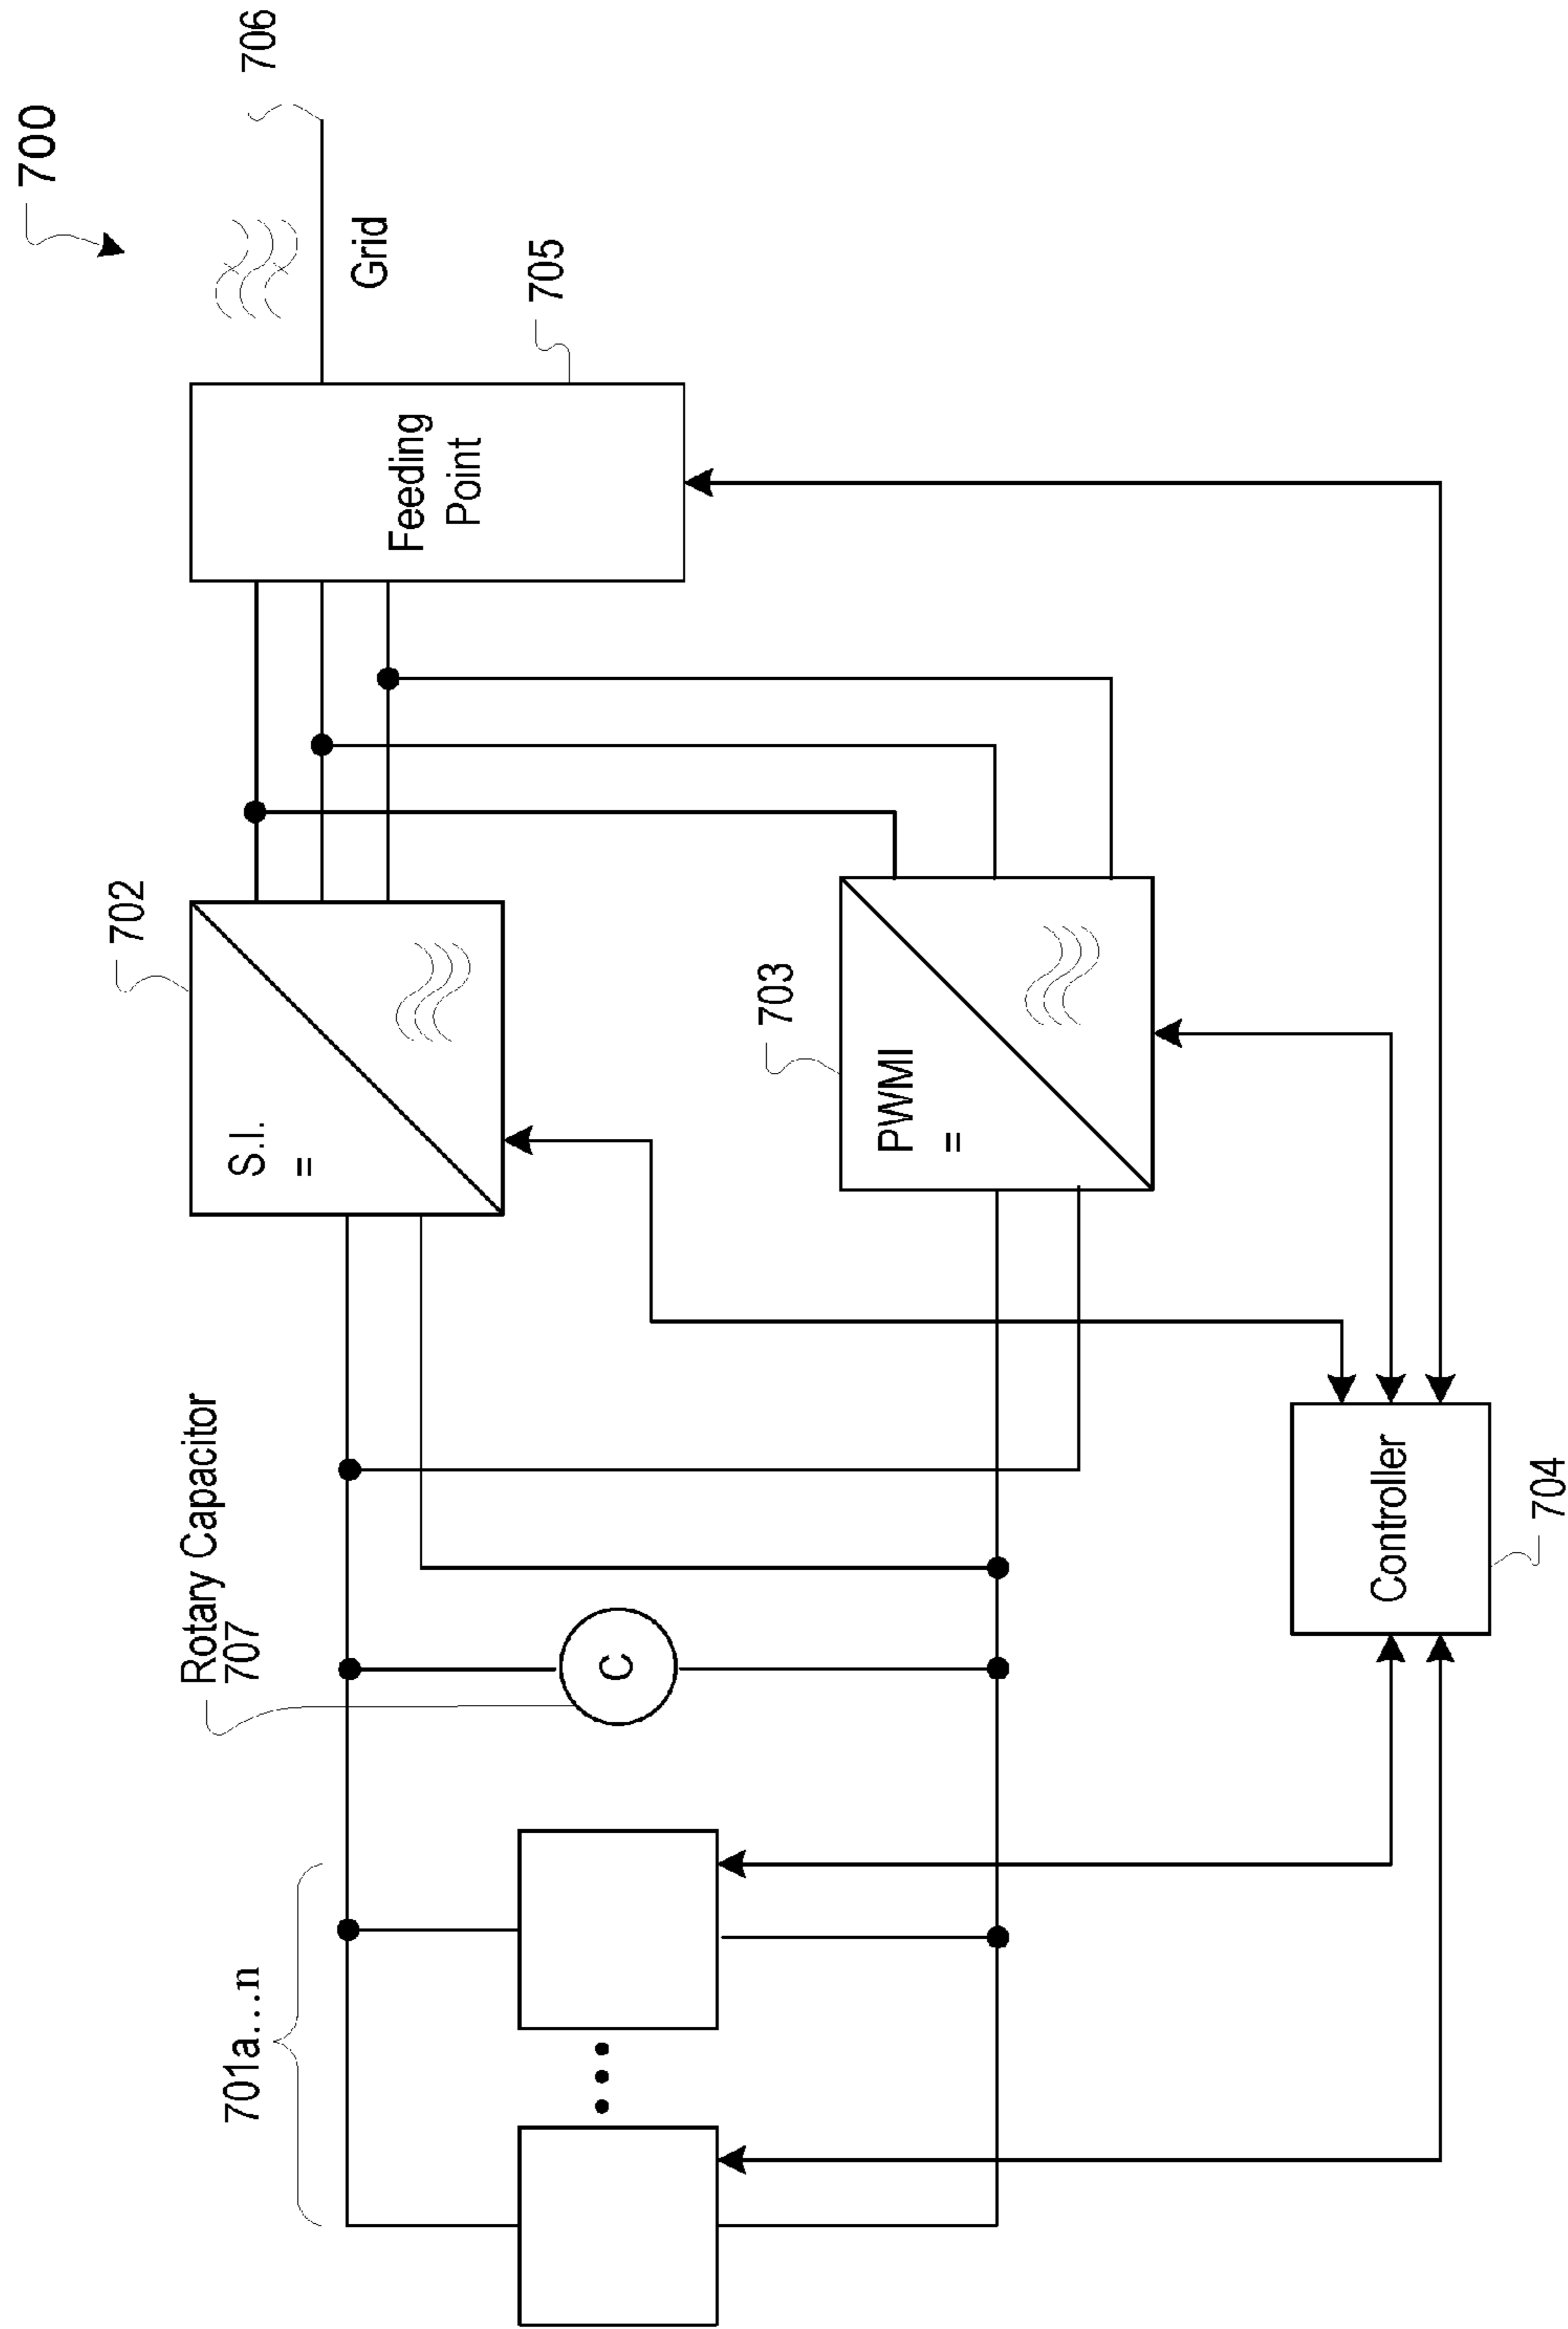 700
706
Grid
705
Feeding
Point
702
S.I.
=
703
PWMI
=
Rotary Capacitor
707
C
701a...n
Controller
704